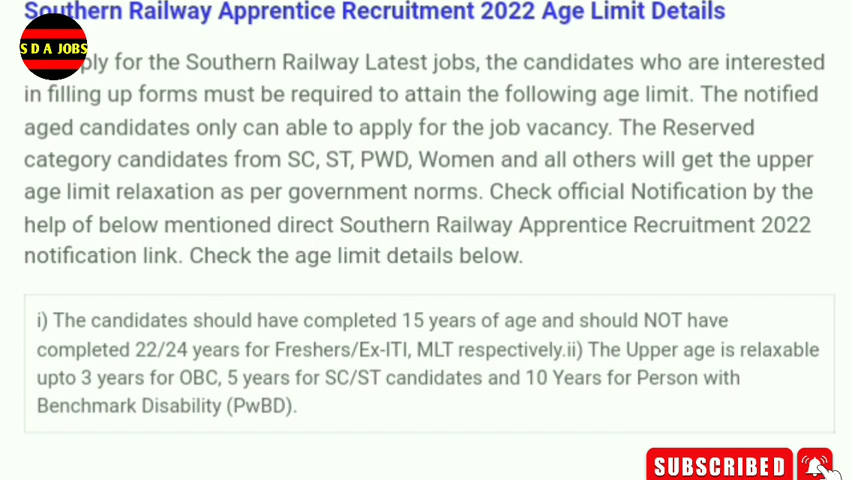 Southern Railway Apprentice Recruitment 2022 Age Limit Details
S D A JOBS
for the Southern Railway Latest jobs, the candidates who are interested
in filling up forms must be required to attain the following age limit. The notified
aged candidates only can able to apply for the job vacancy. The Reserved
category candidates from SC, ST, PWD, Women and all others will get the upper
age limit relaxation as per government norms. Check official Notification by the
help of below mentioned direct Southern Railway Apprentice Recruitment 2022
notification link. Check the age limit details below.
i) The candidates should have completed 15 years of age and should NOT have
completed 22/24 years for Freshers/Ex-ITI, MLT respectively.ii) The Upper age is relaxable
upto 3 years for OBC, 5 years for SC/ST candidates and 10 Years for Person with
Benchmark Disability (PwBD).
SUBSCRIBED